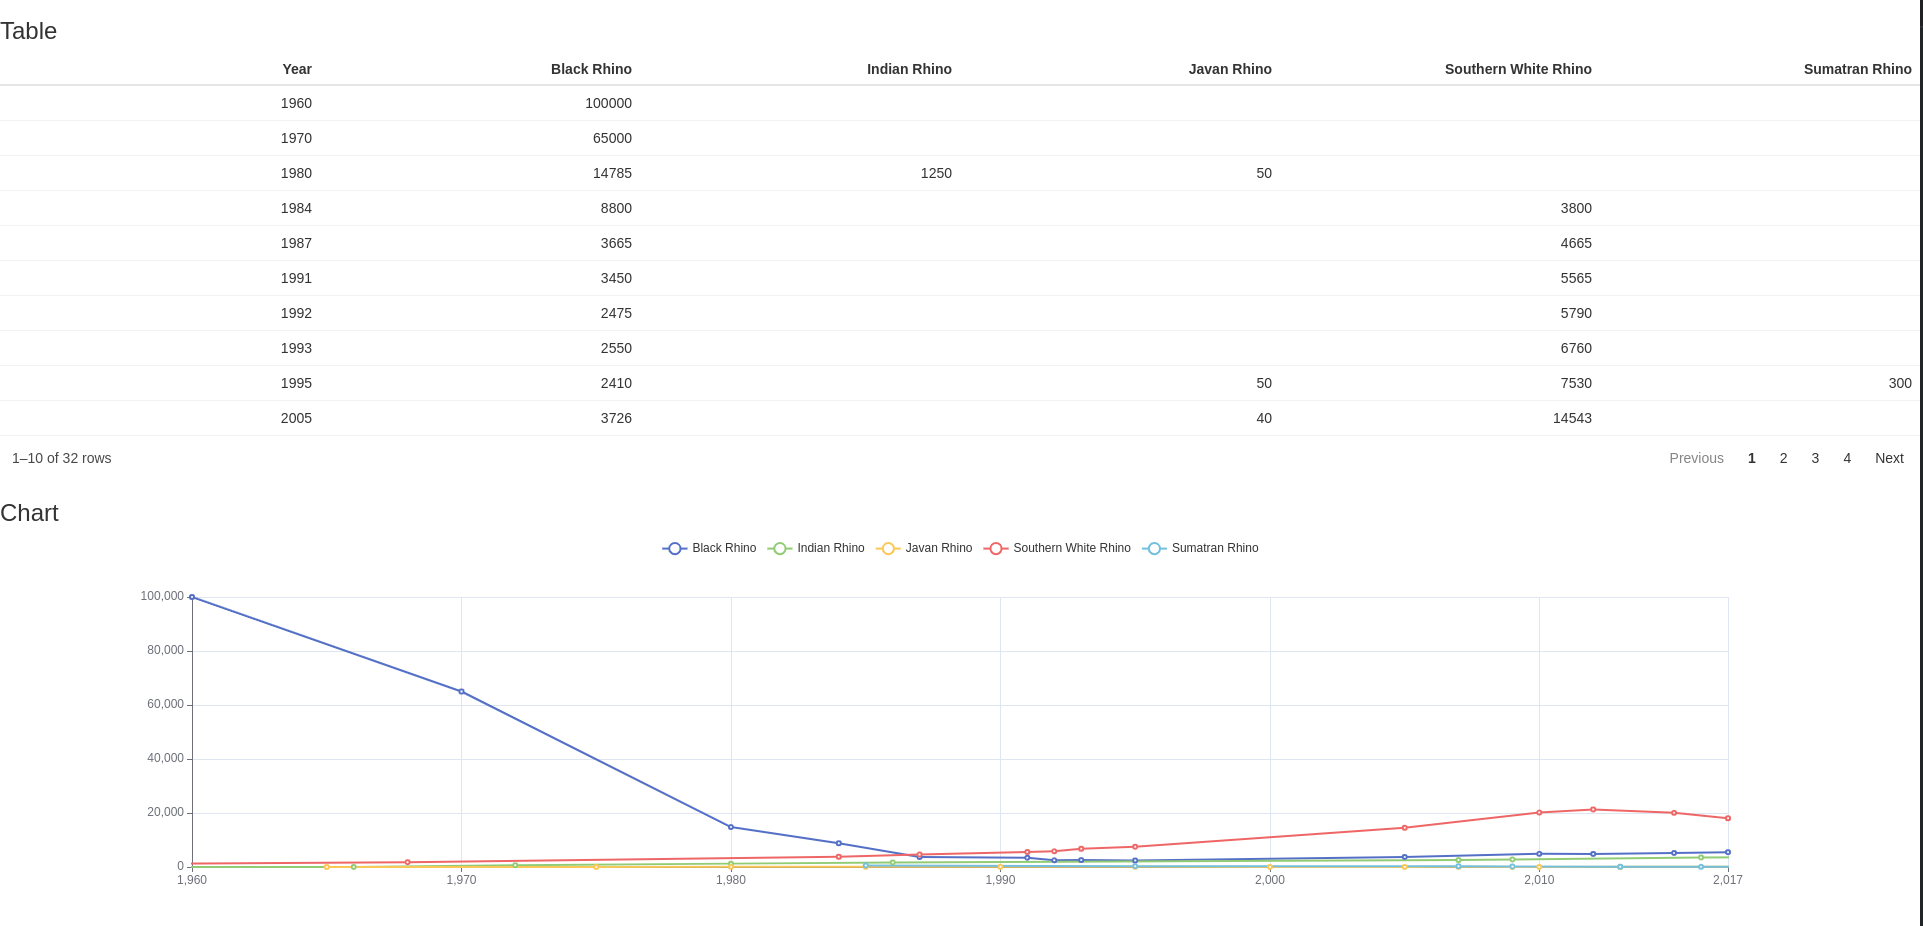 Table
Year Black Rhino Indian Rhino Javan Rhino Southern White Rhino Sumatran Rhino
1960 100000
1970 65000
1980 14785 1250 50
1984 8800 3800
1987 3665 4665
1991 3450 5565
1992 2475 5790
1993 2550 6760
1995 2410 50 7530 300
2005 3726 40 14543
1–10 of 32 rows Previous 1 2 3 4 Next
Chart
Black Rhino Indian Rhino Javan Rhino Southern White Rhino Sumatran Rhino
100,000
80,000
60,000
40,000
20,000
0
1,960 1,970 1,980 1,990 2,000 2,010 2,017